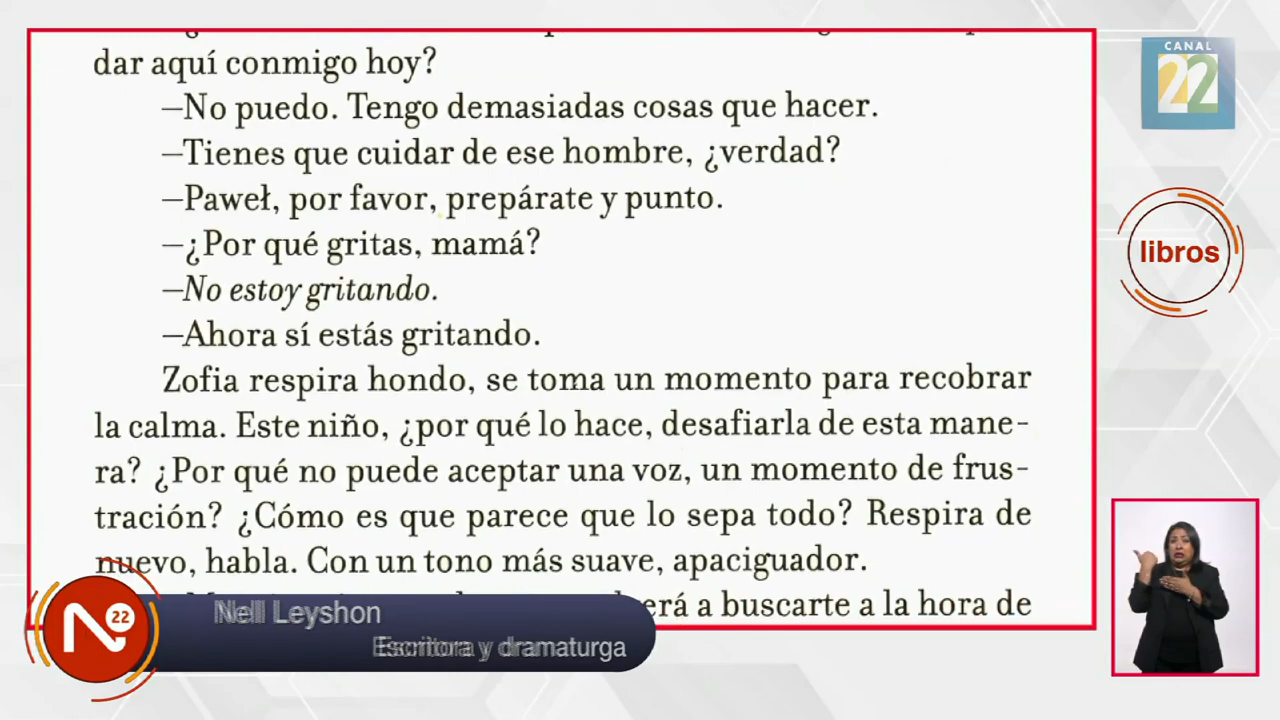 dar aquí conmigo hoy?
—No puedo. Tengo demasiadas cosas que hacer.
—Tienes que cuidar de ese hombre, ¿verdad?
—Paweł, por favor, prepárate y punto.
—¿Por qué gritas, mamá?
—No estoy gritando.
—Ahora sí estás gritando.
Zofia respira hondo, se toma un momento para recobrar
la calma. Este niño, ¿por qué lo hace, desafiarla de esta mane-
ra? ¿Por qué no puede aceptar una voz, un momento de frus-
tración? ¿Cómo es que parece que lo sepa todo? Respira de
nuevo, habla. Con un tono más suave, apaciguador.
a buscarte a la hora de
Nell Leyshon
Escritora y dramaturga
N22
CANAL
22
libros